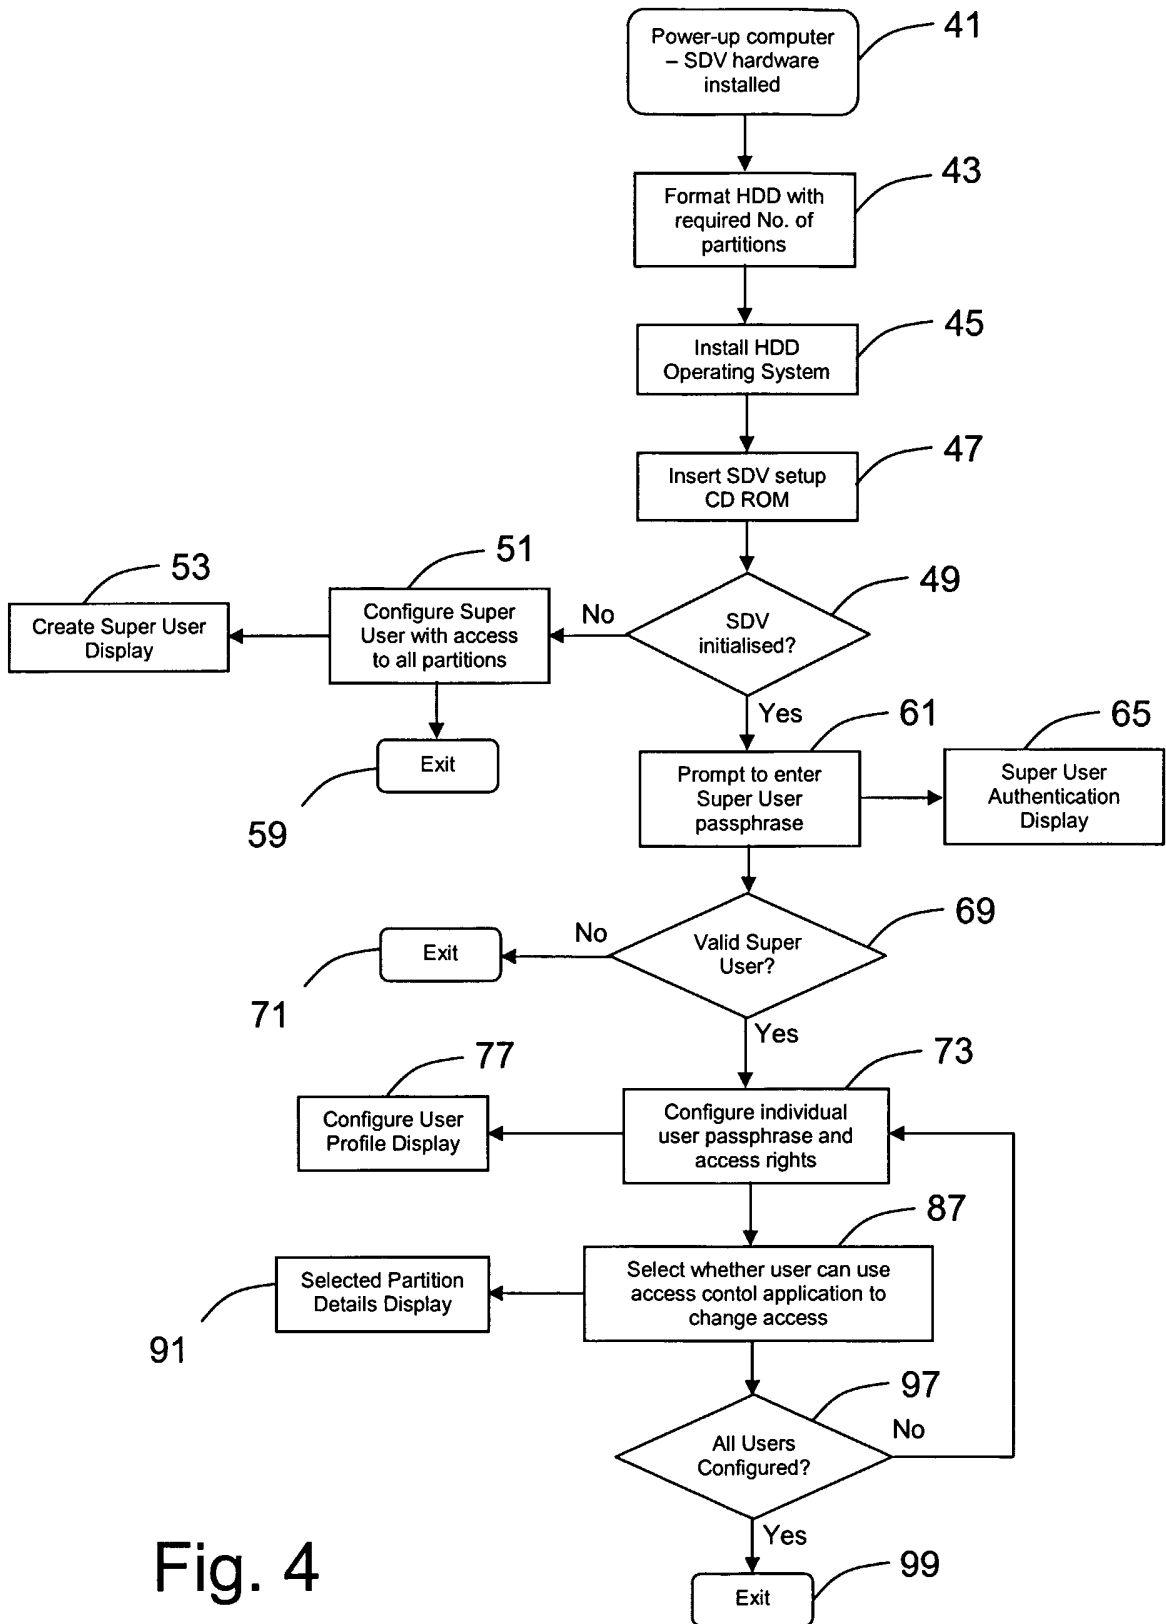 Power-up computer
– SDV hardware
installed
41
Format HDD with
required No. of
partitions
43
Install HDD
Operating System
45
Insert SDV setup
CD ROM
47
SDV
initialised?
49
No
Configure Super
User with access
to all partitions
51
Create Super User
Display
53
Exit
59
Yes
Prompt to enter
Super User
passphrase
61
Super User
Authentication
Display
65
Valid Super
User?
69
No
Exit
71
Yes
Configure individual
user passphrase and
access rights
73
Configure User
Profile Display
77
Select whether user can use
access contol application to
change access
87
Selected Partition
Details Display
91
All Users
Configured?
97
No
Yes
Exit
99
Fig. 4